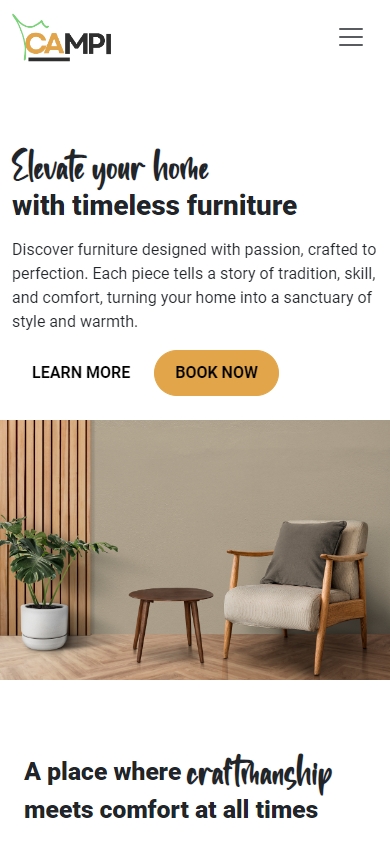 CAMPI
Elevate your home
with timeless furniture
Discover furniture designed with passion, crafted to
perfection. Each piece tells a story of tradition, skill,
and comfort, turning your home into a sanctuary of
style and warmth.
LEARN MORE BOOK NOW
A place where craftmanship
meets comfort at all times